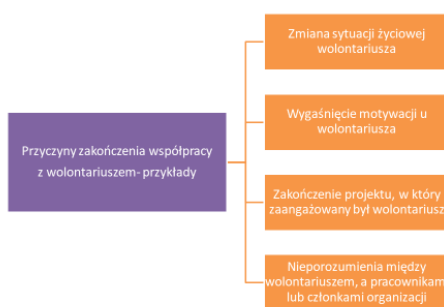 Przyczyny zakończenia współpracy
z wolontariuszem- przykłady
Zmiana sytuacji życiowej
wolontariusza
Wygaśnięcie motywacji u
wolontariusza
Zakończenie projektu, w który
zaangażowany był wolontariusz
Nieporozumienia między
wolontariuszem, a pracownikami
lub członkami organizacji